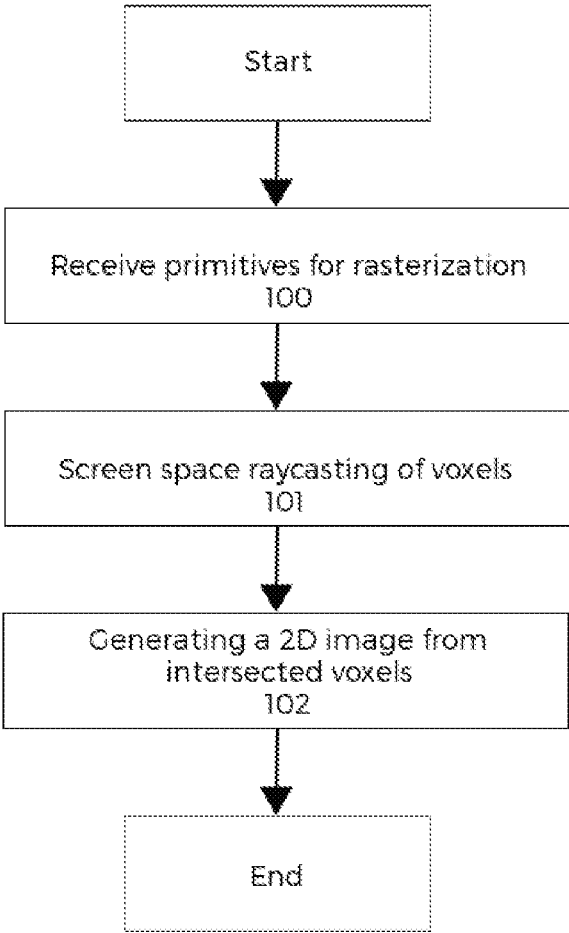 Start
Receive primitives for rasterization
100
Screen space raycasting of voxels
101
Generating a 2D image from
intersected voxels
102
End